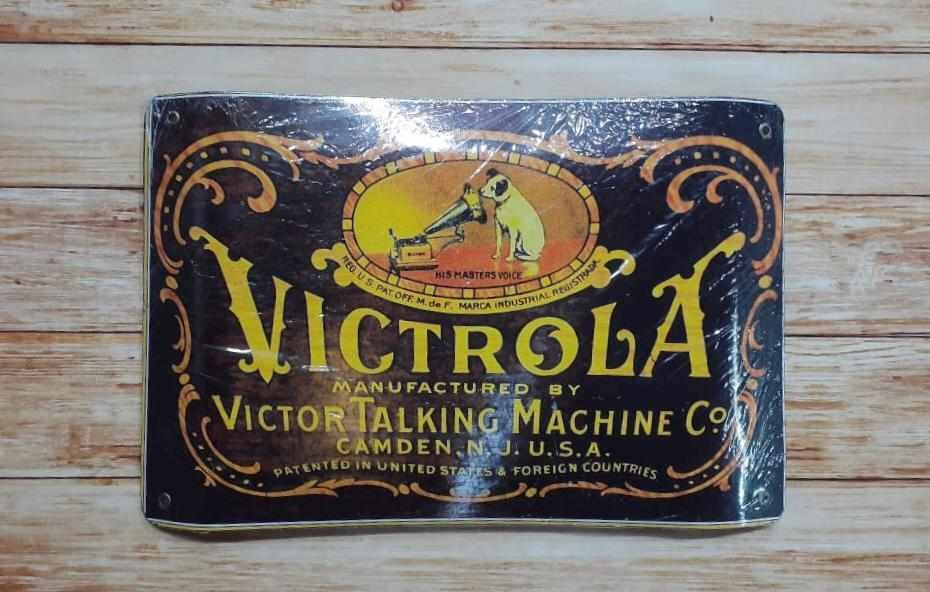 HIS MASTERS VOICE
REG. U.S. PAT. OFF. M. de F. MARCA INDUSTRIAL REGISTRADA
VICTROLA
MANUFACTURED BY
VICTOR TALKING MACHINE Co.
CAMDEN, N.J. U.S.A.
PATENTED IN UNITED STATES & FOREIGN COUNTRIES